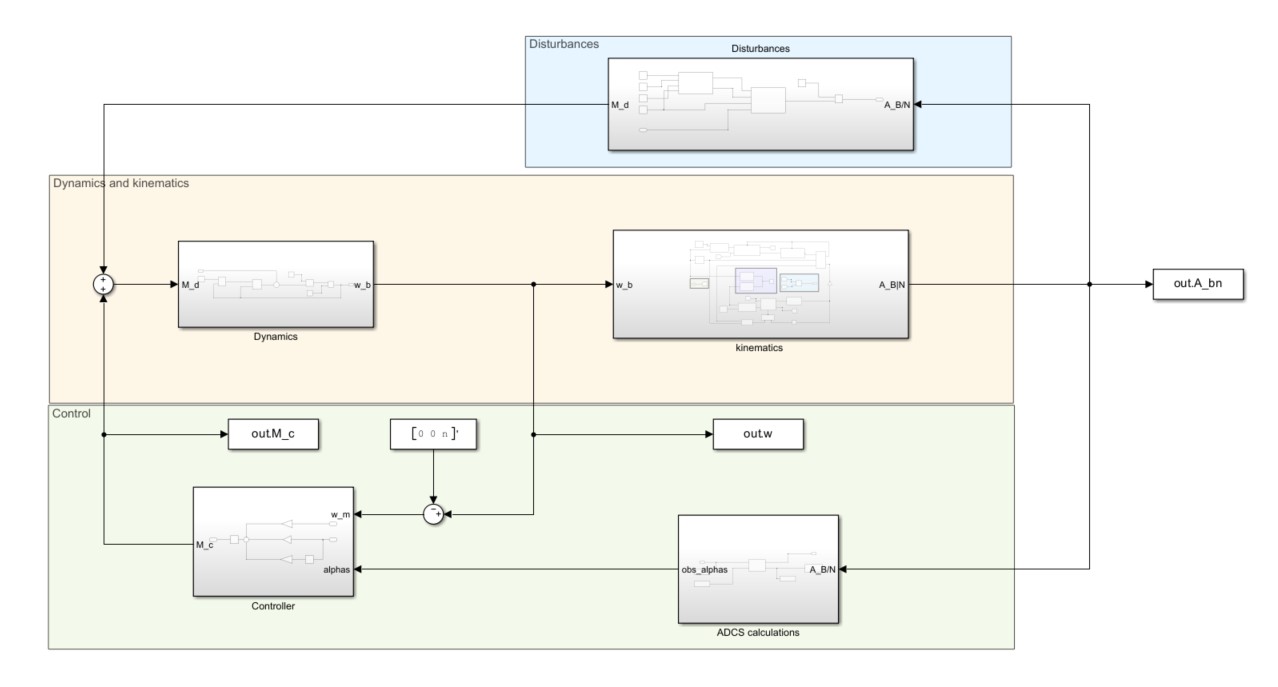 Disturbances
Disturbances
M_d
A_B/N
Dynamics and kinematics
+
+
M_d
w_b
Dynamics
w_b
A_B|N
kinematics
out.A_bn
Control
out.M_c
[0 0 n]'
out.w
w_m
−
+
M_c
alphas
Controller
obs_alphas
A_B/N
ADCS calculations